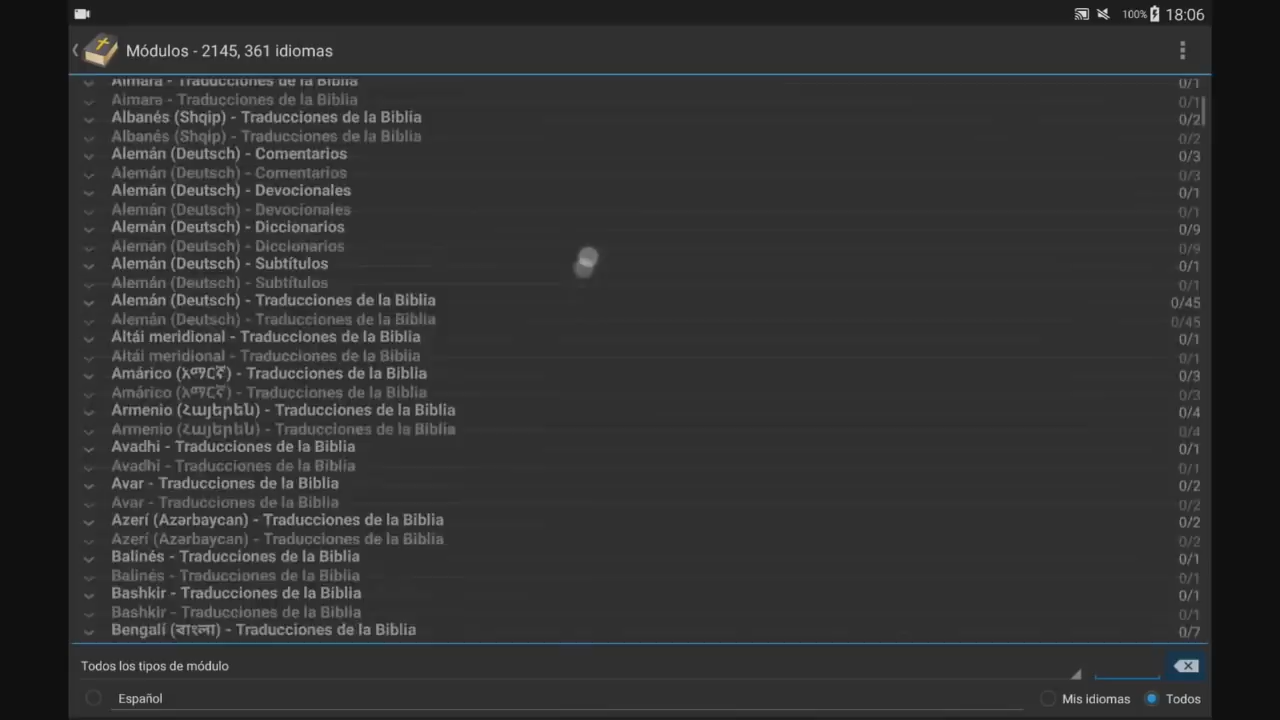 100% 18:06
Módulos - 2145, 361 idiomas
Aimara - Traducciones de la Biblia 0/1
Aimara - Traducciones de la Biblia 0/1
Albanés (Shqip) - Traducciones de la Biblia 0/2
Albanés (Shqip) - Traducciones de la Biblia 0/2
Alemán (Deutsch) - Comentarios 0/3
Alemán (Deutsch) - Comentarios 0/3
Alemán (Deutsch) - Devocionales 0/1
Alemán (Deutsch) - Devocionales 0/1
Alemán (Deutsch) - Diccionarios 0/9
Alemán (Deutsch) - Diccionarios 0/9
Alemán (Deutsch) - Subtítulos 0/1
Alemán (Deutsch) - Subtítulos 0/1
Alemán (Deutsch) - Traducciones de la Biblia 0/45
Alemán (Deutsch) - Traducciones de la Biblia 0/45
Altái meridional - Traducciones de la Biblia 0/1
Altái meridional - Traducciones de la Biblia 0/1
Amárico (አማርኛ) - Traducciones de la Biblia 0/3
Amárico (አማርኛ) - Traducciones de la Biblia 0/3
Armenio (Հայերեն) - Traducciones de la Biblia 0/4
Armenio (Հայերեն) - Traducciones de la Biblia 0/4
Avadhi - Traducciones de la Biblia 0/1
Avadhi - Traducciones de la Biblia 0/1
Avar - Traducciones de la Biblia 0/2
Avar - Traducciones de la Biblia 0/2
Azerí (Azərbaycan) - Traducciones de la Biblia 0/2
Azerí (Azərbaycan) - Traducciones de la Biblia 0/2
Balinés - Traducciones de la Biblia 0/1
Balinés - Traducciones de la Biblia 0/1
Bashkir - Traducciones de la Biblia 0/1
Bashkir - Traducciones de la Biblia 0/1
Bengalí (বাংলা) - Traducciones de la Biblia 0/7
Todos los tipos de módulo
Español Mis idiomas Todos